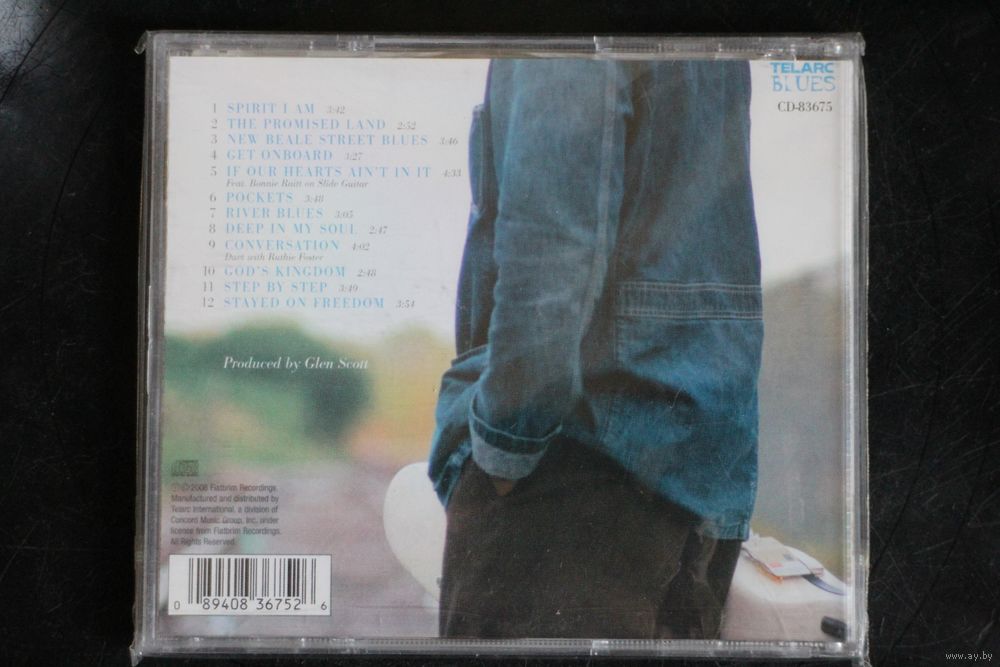 TELARC
BLUES
CD-83675
1 SPIRIT I AM 3:42
2 THE PROMISED LAND 2:52
3 NEW BEALE STREET BLUES 3:46
4 GET ONBOARD 3:27
5 IF OUR HEARTS AIN'T IN IT 4:33
Feat. Bonnie Raitt on Slide Guitar
6 POCKETS 3:48
7 RIVER BLUES 3:05
8 DEEP IN MY SOUL 2:47
9 CONVERSATION 4:02
Duet with Ruthie Foster
10 GOD'S KINGDOM 2:48
11 STEP BY STEP 3:49
12 STAYED ON FREEDOM 3:54
Produced by Glen Scott
℗ © 2008 Flatbrim Recordings.
Manufactured and distributed by
Telarc International, a division of
Concord Music Group, Inc. under
license from Flatbrim Recordings.
All Rights Reserved.
0 89408 36752 6
www.ay.by